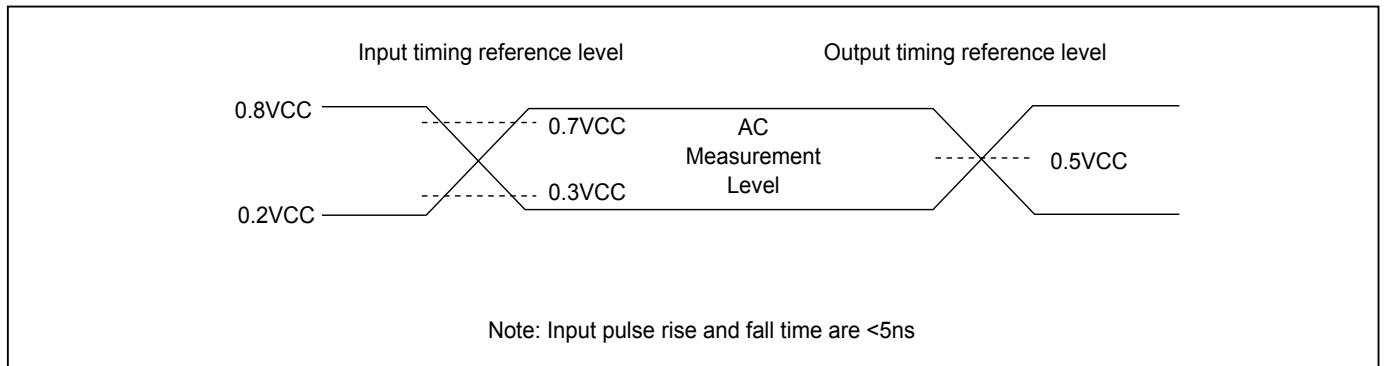 Input timing reference level
Output timing reference level
0.8VCC
0.7VCC
AC
Measurement
Level
0.5VCC
0.3VCC
0.2VCC
Note: Input pulse rise and fall time are <5ns